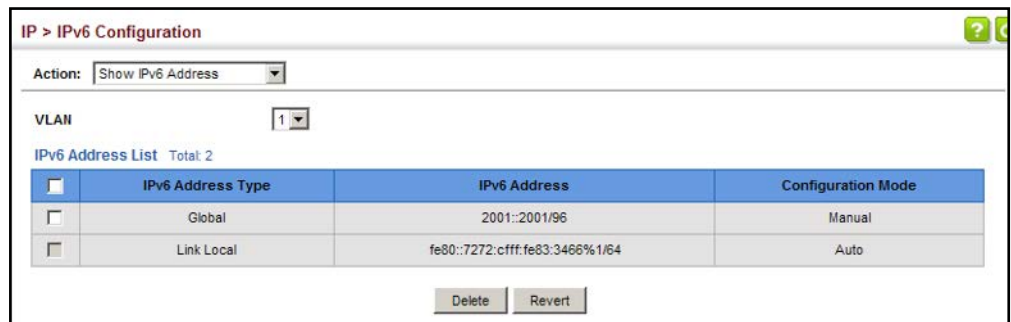 IP > IPv6 Configuration
?
Action: Show IPv6 Address
VLAN 1
IPv6 Address List Total: 2
IPv6 Address Type IPv6 Address Configuration Mode
Global 2001::2001/96 Manual
Link Local fe80::7272:cfff:fe83:3466%1/64 Auto
Delete Revert